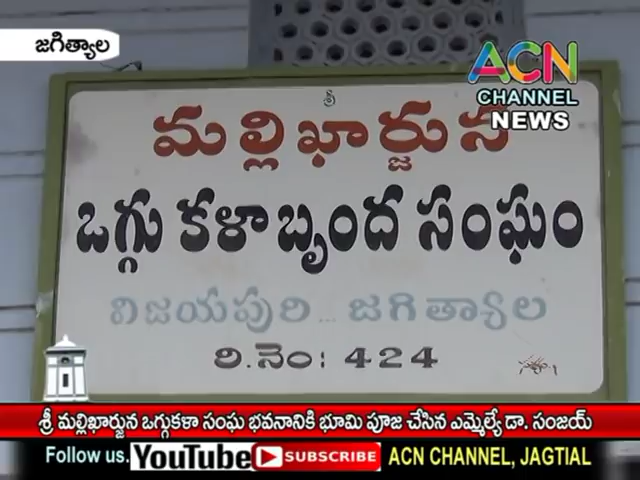 జగిత్యాల
ACN
CHANNEL
NEWS
శ్రీ
మల్లిఖార్జున
ఒగ్గు కళా బృంద సంఘం
విజయపురి... జగిత్యాల
రి.నెం: 424
శ్రీ మల్లిఖార్జున ఒగ్గుకళా సంఘ భవనానికి భూమి పూజ చేసిన ఎమ్మెల్యే డా. సంజయ్
Follow us. YouTube SUBSCRIBE ACN CHANNEL, JAGTIAL